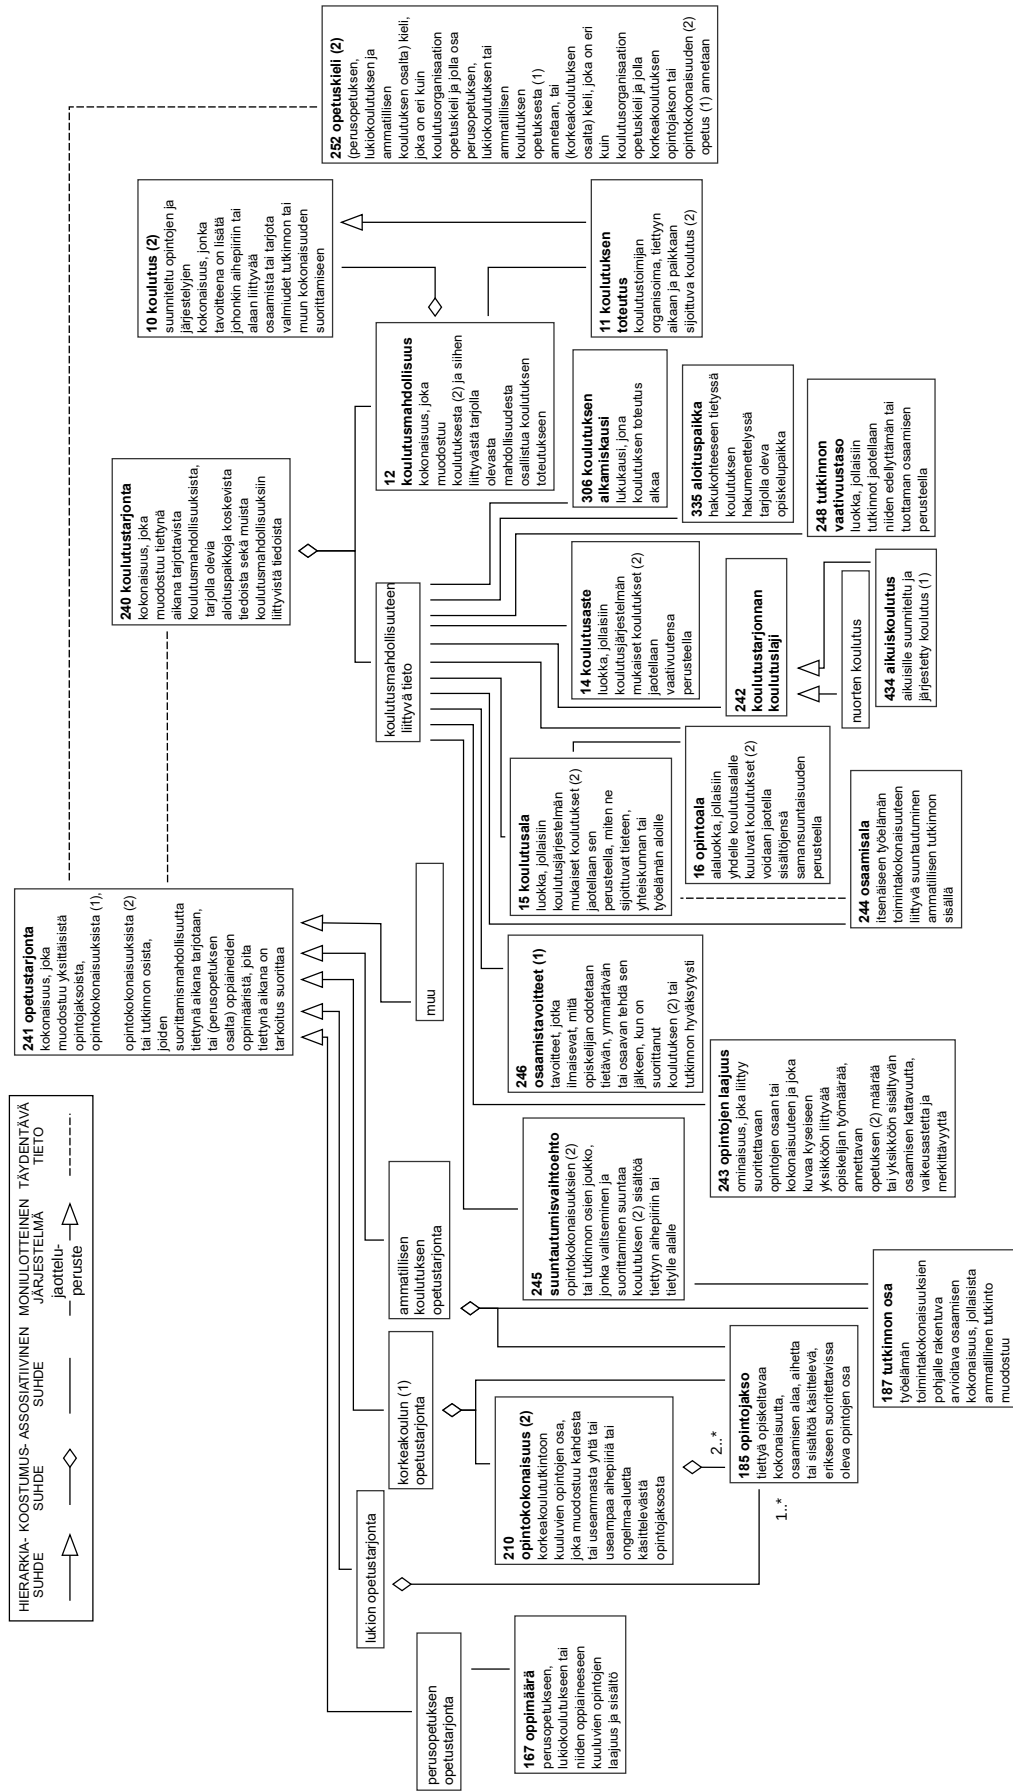 HIERARKIA- KOOSTUMUS- ASSOSIATIIVINEN MONIULOTTEINEN TÄYDENTÄVÄ
SUHDE SUHDE SUHDE JÄRJESTELMÄ TIETO
jaottelu-
peruste
241 opetustarjonta
kokonaisuus, joka
muodostuu yksittäisistä
opintojaksoista,
opintokokonaisuuksista (1),
opintokokonaisuuksista (2)
tai tutkinnon osista,
joiden
suorittamismahdollisuutta
tiettynä aikana tarjotaan,
tai (perusopetuksen
osalta) oppiaineiden
oppimääristä, joita
tiettynä aikana on
tarkoitus suorittaa
240 koulutustarjonta
kokonaisuus, joka
muodostuu tiettynä
aikana tarjottavista
koulutusmahdollisuuksista,
tarjolla olevia
aloituspaikkoja koskevista
tiedoista sekä muista
koulutusmahdollisuuksiin
liittyvistä tiedoista
10 koulutus (2)
suunniteltu opintojen ja
järjestelyjen
kokonaisuus, jonka
tavoitteena on lisätä
johonkin aihepiiriin tai
alaan liittyvää
osaamista tai tarjota
valmiudet tutkinnon tai
muun kokonaisuuden
suorittamiseen
252 opetuskieli (2)
(perusopetuksen,
lukiokoulutuksen ja
ammatillisen
koulutuksen osalta) kieli,
joka on eri kuin
koulutusorganisaation
opetuskieli ja jolla osa
perusopetuksen,
lukiokoulutuksen tai
ammatillisen
koulutuksen
opetuksesta (1)
annetaan, tai
(korkeakoulutuksen
osalta) kieli, joka on eri
kuin
koulutusorganisaation
opetuskieli ja jolla
korkeakoulutuksen
opintojakson tai
opintokokonaisuuden (2)
opetus (1) annetaan
perusopetuksen
opetustarjonta
lukion opetustarjonta
korkeakoulun (1)
opetustarjonta
ammatillisen
koulutuksen
opetustarjonta
muu
koulutusmahdollisuuteen
liittyvä tieto
12
koulutusmahdollisuus
kokonaisuus, joka
muodostuu
koulutuksesta (2) ja siihen
liittyvästä tarjolla
olevasta
mahdollisuudesta
osallistua koulutuksen
toteutukseen
11 koulutuksen
toteutus
koulutustoimijan
organisoima, tiettyyn
aikaan ja paikkaan
sijoittuva koulutus (2)
167 oppimäärä
perusopetukseen,
lukiokoulutukseen tai
niiden oppiaineeseen
kuuluvien opintojen
laajuus ja sisältö
210
opintokokonaisuus (2)
korkeakoulututkintoon
kuuluvien opintojen osa,
joka muodostuu kahdesta
tai useammasta yhtä tai
useampaa aihepiiriä tai
ongelma-aluetta
käsittelevästä
opintojaksosta
2..*
1..*
185 opintojakso
tiettyä opiskeltavaa
kokonaisuutta,
osaamisen alaa, aihetta
tai sisältöä käsittelevä,
erikseen suoritettavissa
oleva opintojen osa
187 tutkinnon osa
työelämän
toimintakokonaisuuksien
pohjalle rakentuva
arvioitava osaamisen
kokonaisuus, jollaisista
ammatillinen tutkinto
muodostuu
245
suuntautumisvaihtoehto
opintokokonaisuuksien (2)
tai tutkinnon osien joukko,
jonka valitseminen ja
suorittaminen suuntaa
koulutuksen (2) sisältöä
tiettyyn aihepiiriin tai
tietylle alalle
243 opintojen laajuus
ominaisuus, joka liittyy
suoritettavaan
opintojen osaan tai
kokonaisuuteen ja joka
kuvaa kyseiseen
yksikköön liittyvää
opiskelijan työmäärää,
annettavan
opetuksen (2) määrää
tai yksikköön sisältyvän
osaamisen kattavuutta,
vaikeusastetta ja
merkittävyyttä
246
osaamistavoitteet (1)
tavoitteet, jotka
ilmaisevat, mitä
opiskelijan odotetaan
tietävän, ymmärtävän
tai osaavan tehdä sen
jälkeen, kun on
suorittanut
koulutuksen (2) tai
tutkinnon hyväksytysti
15 koulutusala
luokka, jollaisiin
koulutusjärjestelmän
mukaiset koulutukset (2)
jaotellaan sen
perusteella, miten ne
sijoittuvat tieteen,
yhteiskunnan tai
työelämän aloille
16 opintoala
alaluokka, jollaisiin
yhdelle koulutusalalle
kuuluvat koulutukset (2)
voidaan jaotella
sisältöjensä
samansuuntaisuuden
perusteella
244 osaamisala
itsenäiseen työelämän
toimintakokonaisuuteen
liittyvä suuntautuminen
ammatillisen tutkinnon
sisällä
14 koulutusaste
luokka, jollaisiin
koulutusjärjestelmän
mukaiset koulutukset (2)
jaotellaan
vaativuutensa
perusteella
242
koulutustarjonnan
koulutuslaji
nuorten koulutus
434 aikuiskoulutus
aikuisille suunniteltu ja
järjestetty koulutus (1)
306 koulutuksen
alkamiskausi
lukukausi, jona
koulutuksen toteutus
alkaa
335 aloituspaikka
hakukohteeseen tietyssä
koulutuksen
hakumenettelyssä
tarjolla oleva
opiskelupaikka
248 tutkinnon
vaativuustaso
luokka, jollaisiin
tutkinnot jaotellaan
niiden edellyttämän tai
tuottaman osaamisen
perusteella